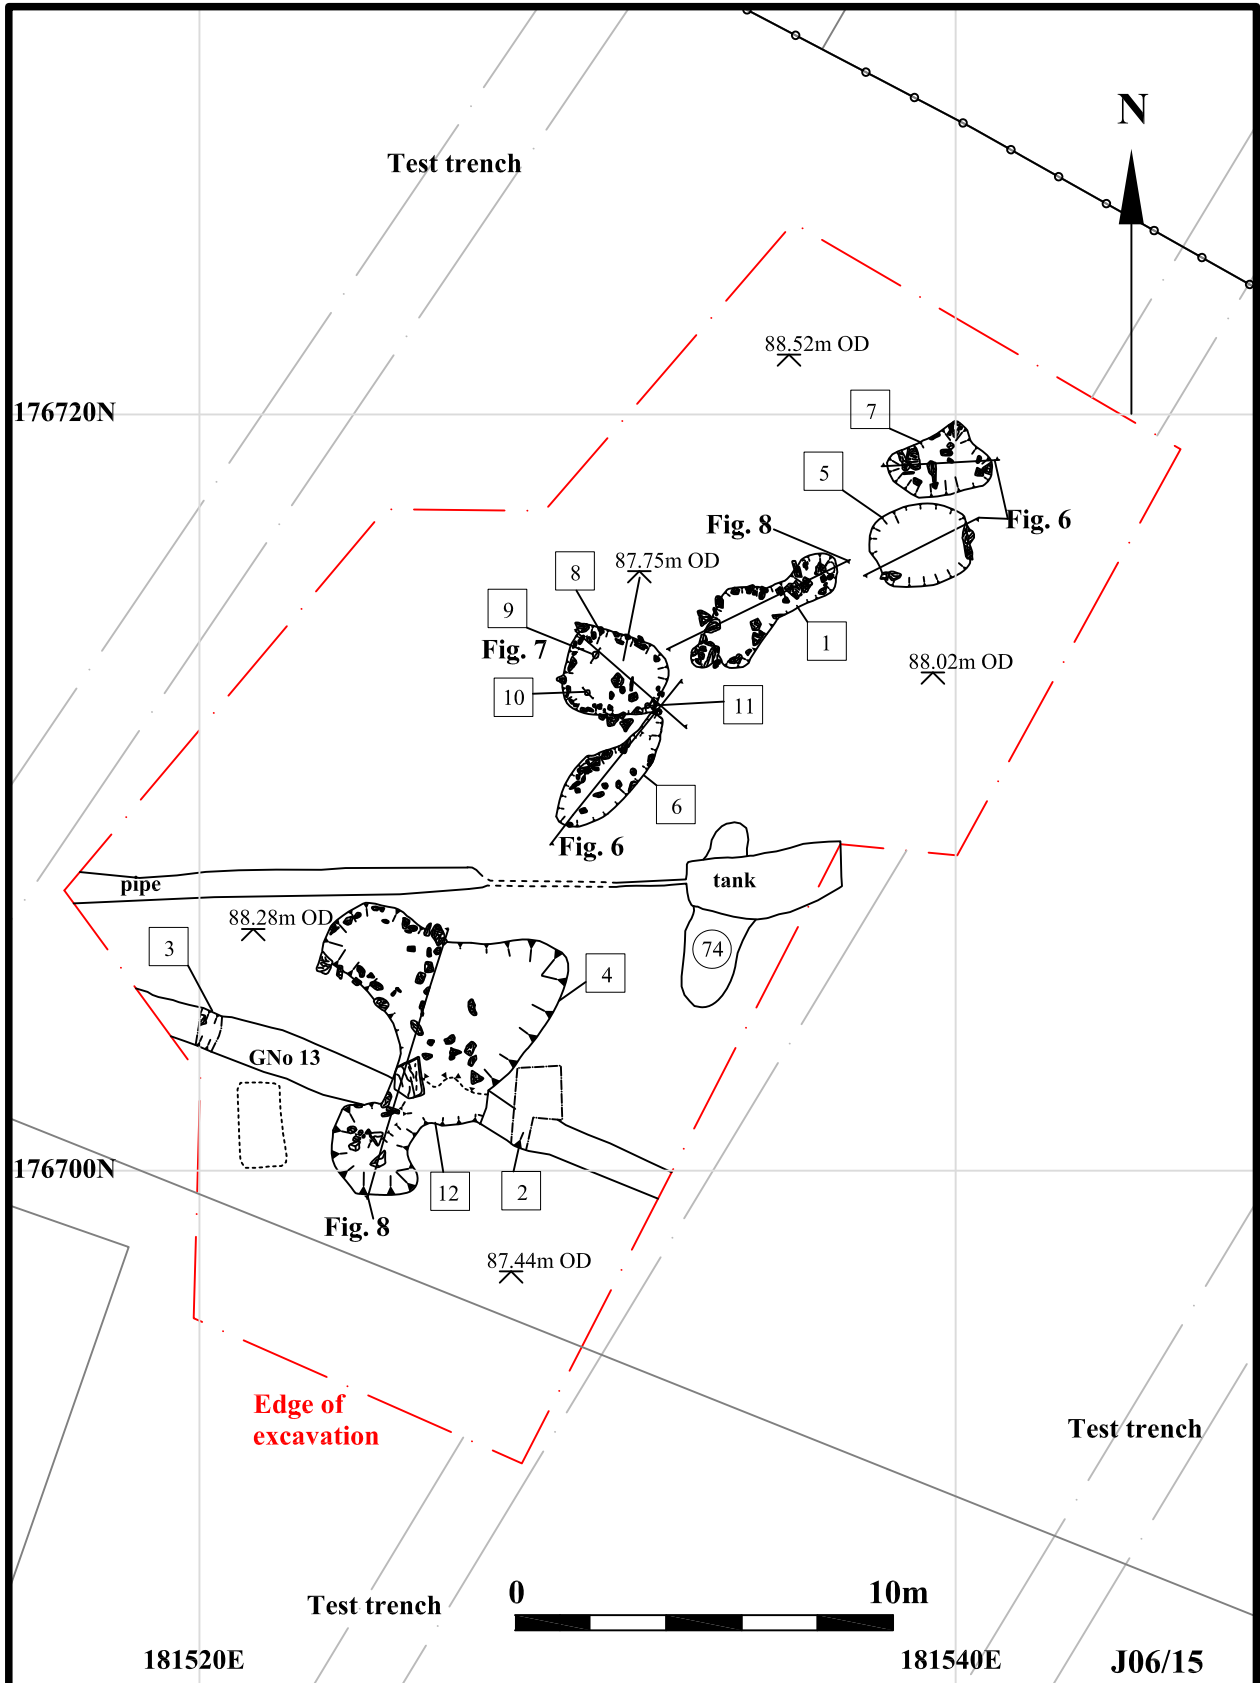 N
Test trench
88.52m OD
176720N
7
5
Fig. 8
Fig. 6
8
87.75m OD
9
Fig. 7
1
88.02m OD
10
11
6
Fig. 6
pipe
tank
88.28m OD
3
74
4
GNo 13
176700N
12
2
Fig. 8
87.44m OD
Edge of
excavation
Test trench
Test trench
0
10m
181520E
181540E
J06/15